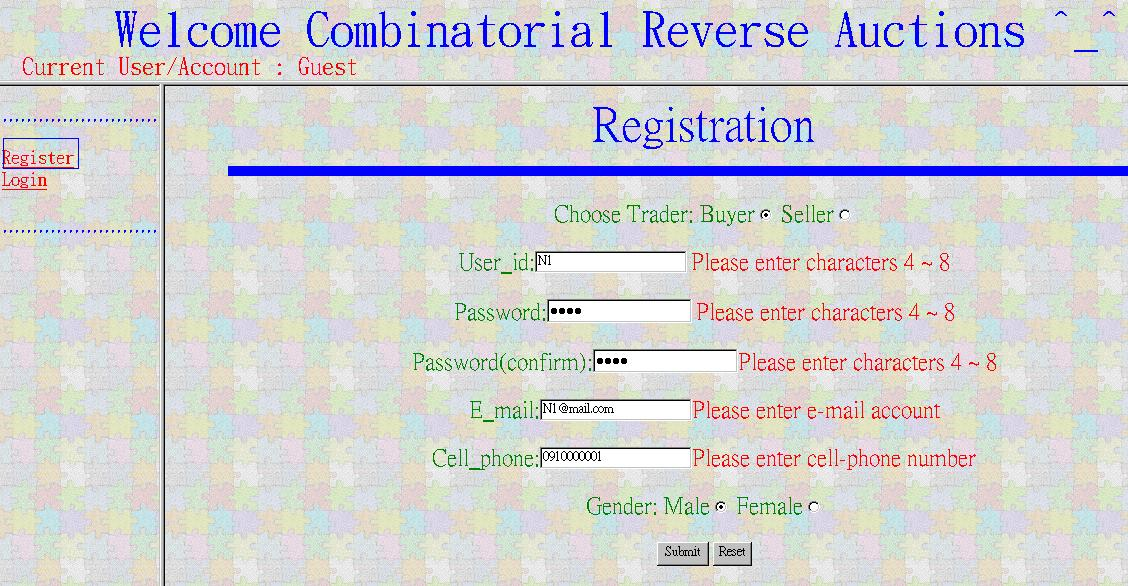 Welcome Combinatorial Reverse Auctions ^_^
Current User/Account : Guest
Register
Login
Registration
Choose Trader: Buyer Seller
User_id: N1 Please enter characters 4 ~ 8
Password: •••• Please enter characters 4 ~ 8
Password(confirm): •••• Please enter characters 4 ~ 8
E_mail: N1@mail.com Please enter e-mail account
Cell_phone: 0910000001 Please enter cell-phone number
Gender: Male Female
Submit Reset